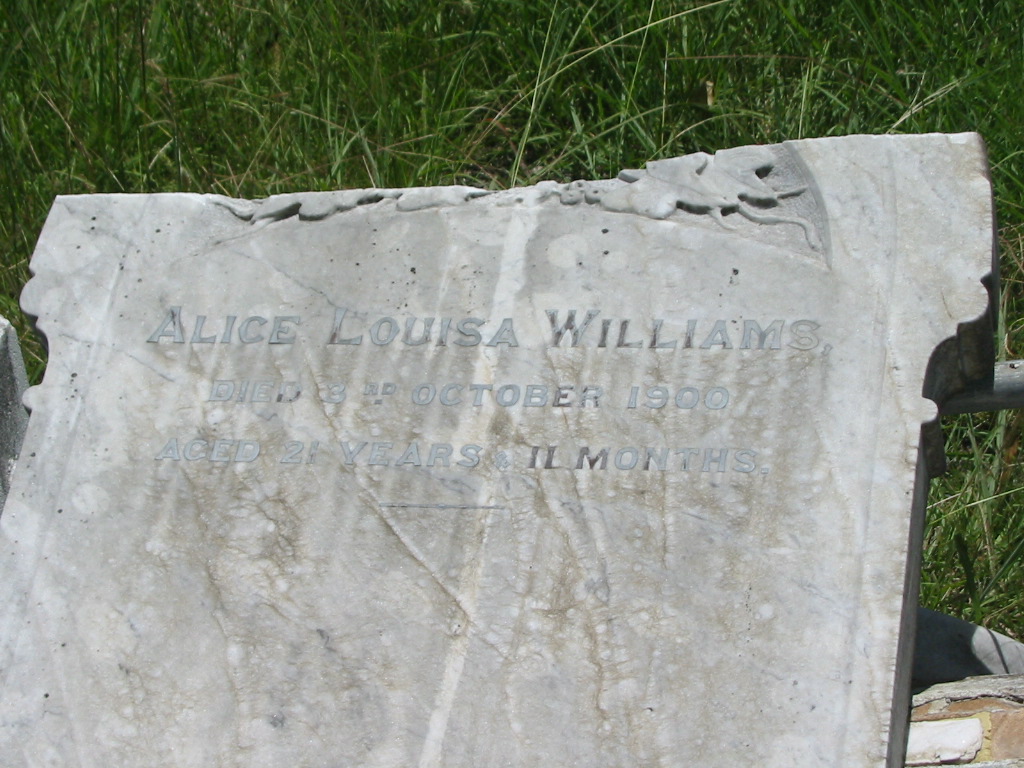 ALICE LOUISA WILLIAMS,
DIED 3RD OCTOBER 1900
AGED 21 YEARS & 11 MONTHS.